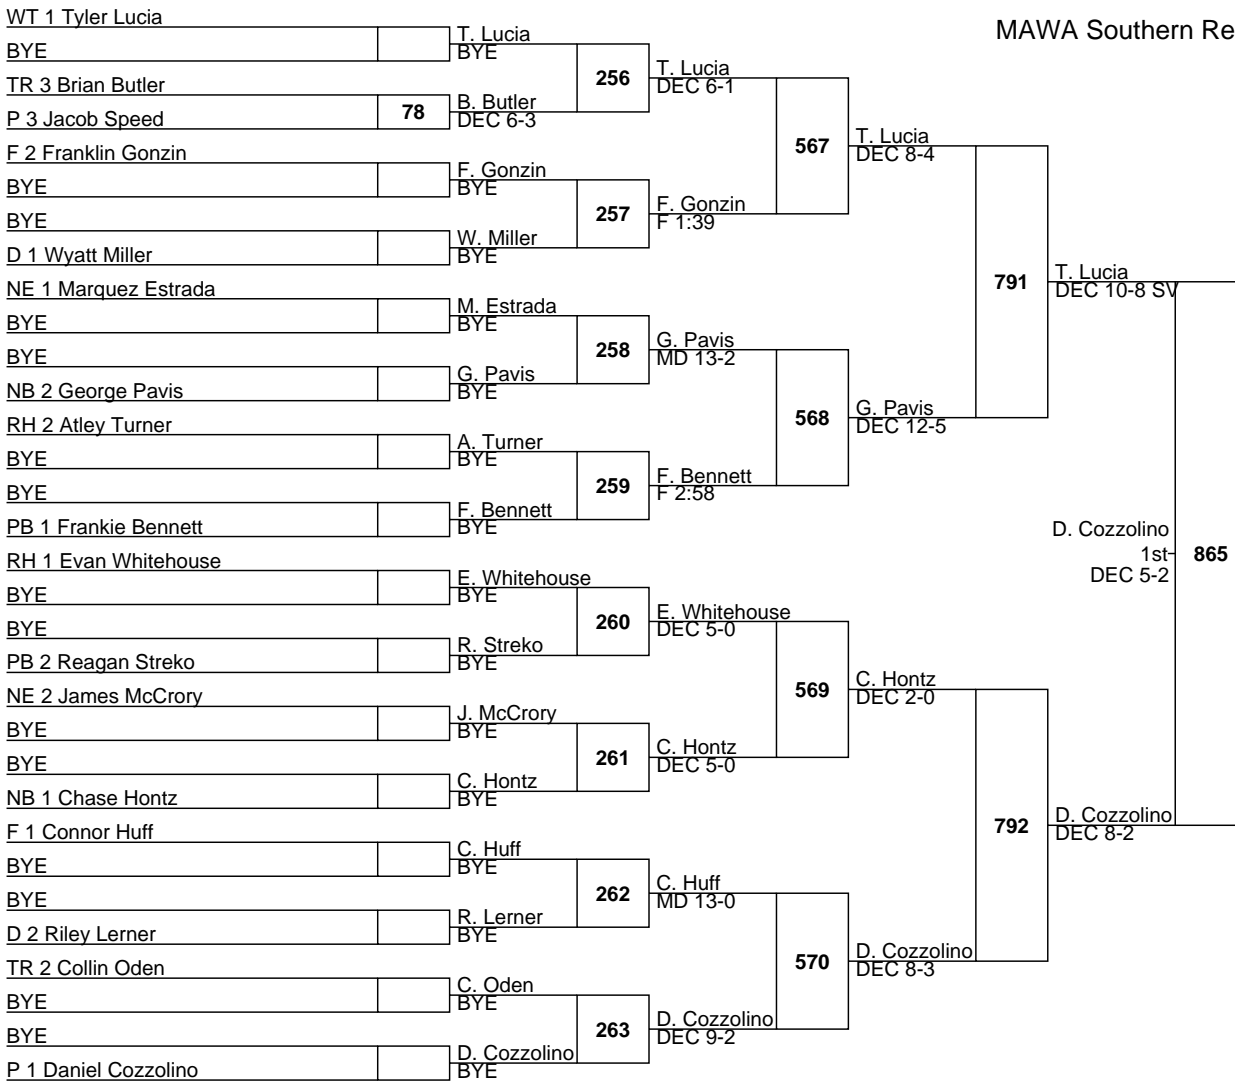 MAWA Southern Re
WT 1 Tyler Lucia
BYE
TR 3 Brian Butler
P 3 Jacob Speed
F 2 Franklin Gonzin
BYE
BYE
D 1 Wyatt Miller
NE 1 Marquez Estrada
BYE
BYE
NB 2 George Pavis
RH 2 Atley Turner
BYE
BYE
PB 1 Frankie Bennett
RH 1 Evan Whitehouse
BYE
BYE
PB 2 Reagan Streko
NE 2 James McCrory
BYE
BYE
NB 1 Chase Hontz
F 1 Connor Huff
BYE
BYE
D 2 Riley Lerner
TR 2 Collin Oden
BYE
BYE
P 1 Daniel Cozzolino
78
T. Lucia
BYE
B. Butler
DEC 6-3
F. Gonzin
BYE
W. Miller
BYE
M. Estrada
BYE
G. Pavis
BYE
A. Turner
BYE
F. Bennett
BYE
E. Whitehouse
BYE
R. Streko
BYE
J. McCrory
BYE
C. Hontz
BYE
C. Huff
BYE
R. Lerner
BYE
C. Oden
BYE
D. Cozzolino
BYE
256
257
258
259
260
261
262
263
T. Lucia
DEC 6-1
F. Gonzin
F 1:39
G. Pavis
MD 13-2
F. Bennett
F 2:58
E. Whitehouse
DEC 5-0
C. Hontz
DEC 5-0
C. Huff
MD 13-0
D. Cozzolino
DEC 9-2
567
568
569
570
T. Lucia
DEC 8-4
G. Pavis
DEC 12-5
C. Hontz
DEC 2-0
D. Cozzolino
DEC 8-3
791
792
T. Lucia
DEC 10-8 SV
D. Cozzolino
DEC 8-2
D. Cozzolino
1st
DEC 5-2
865